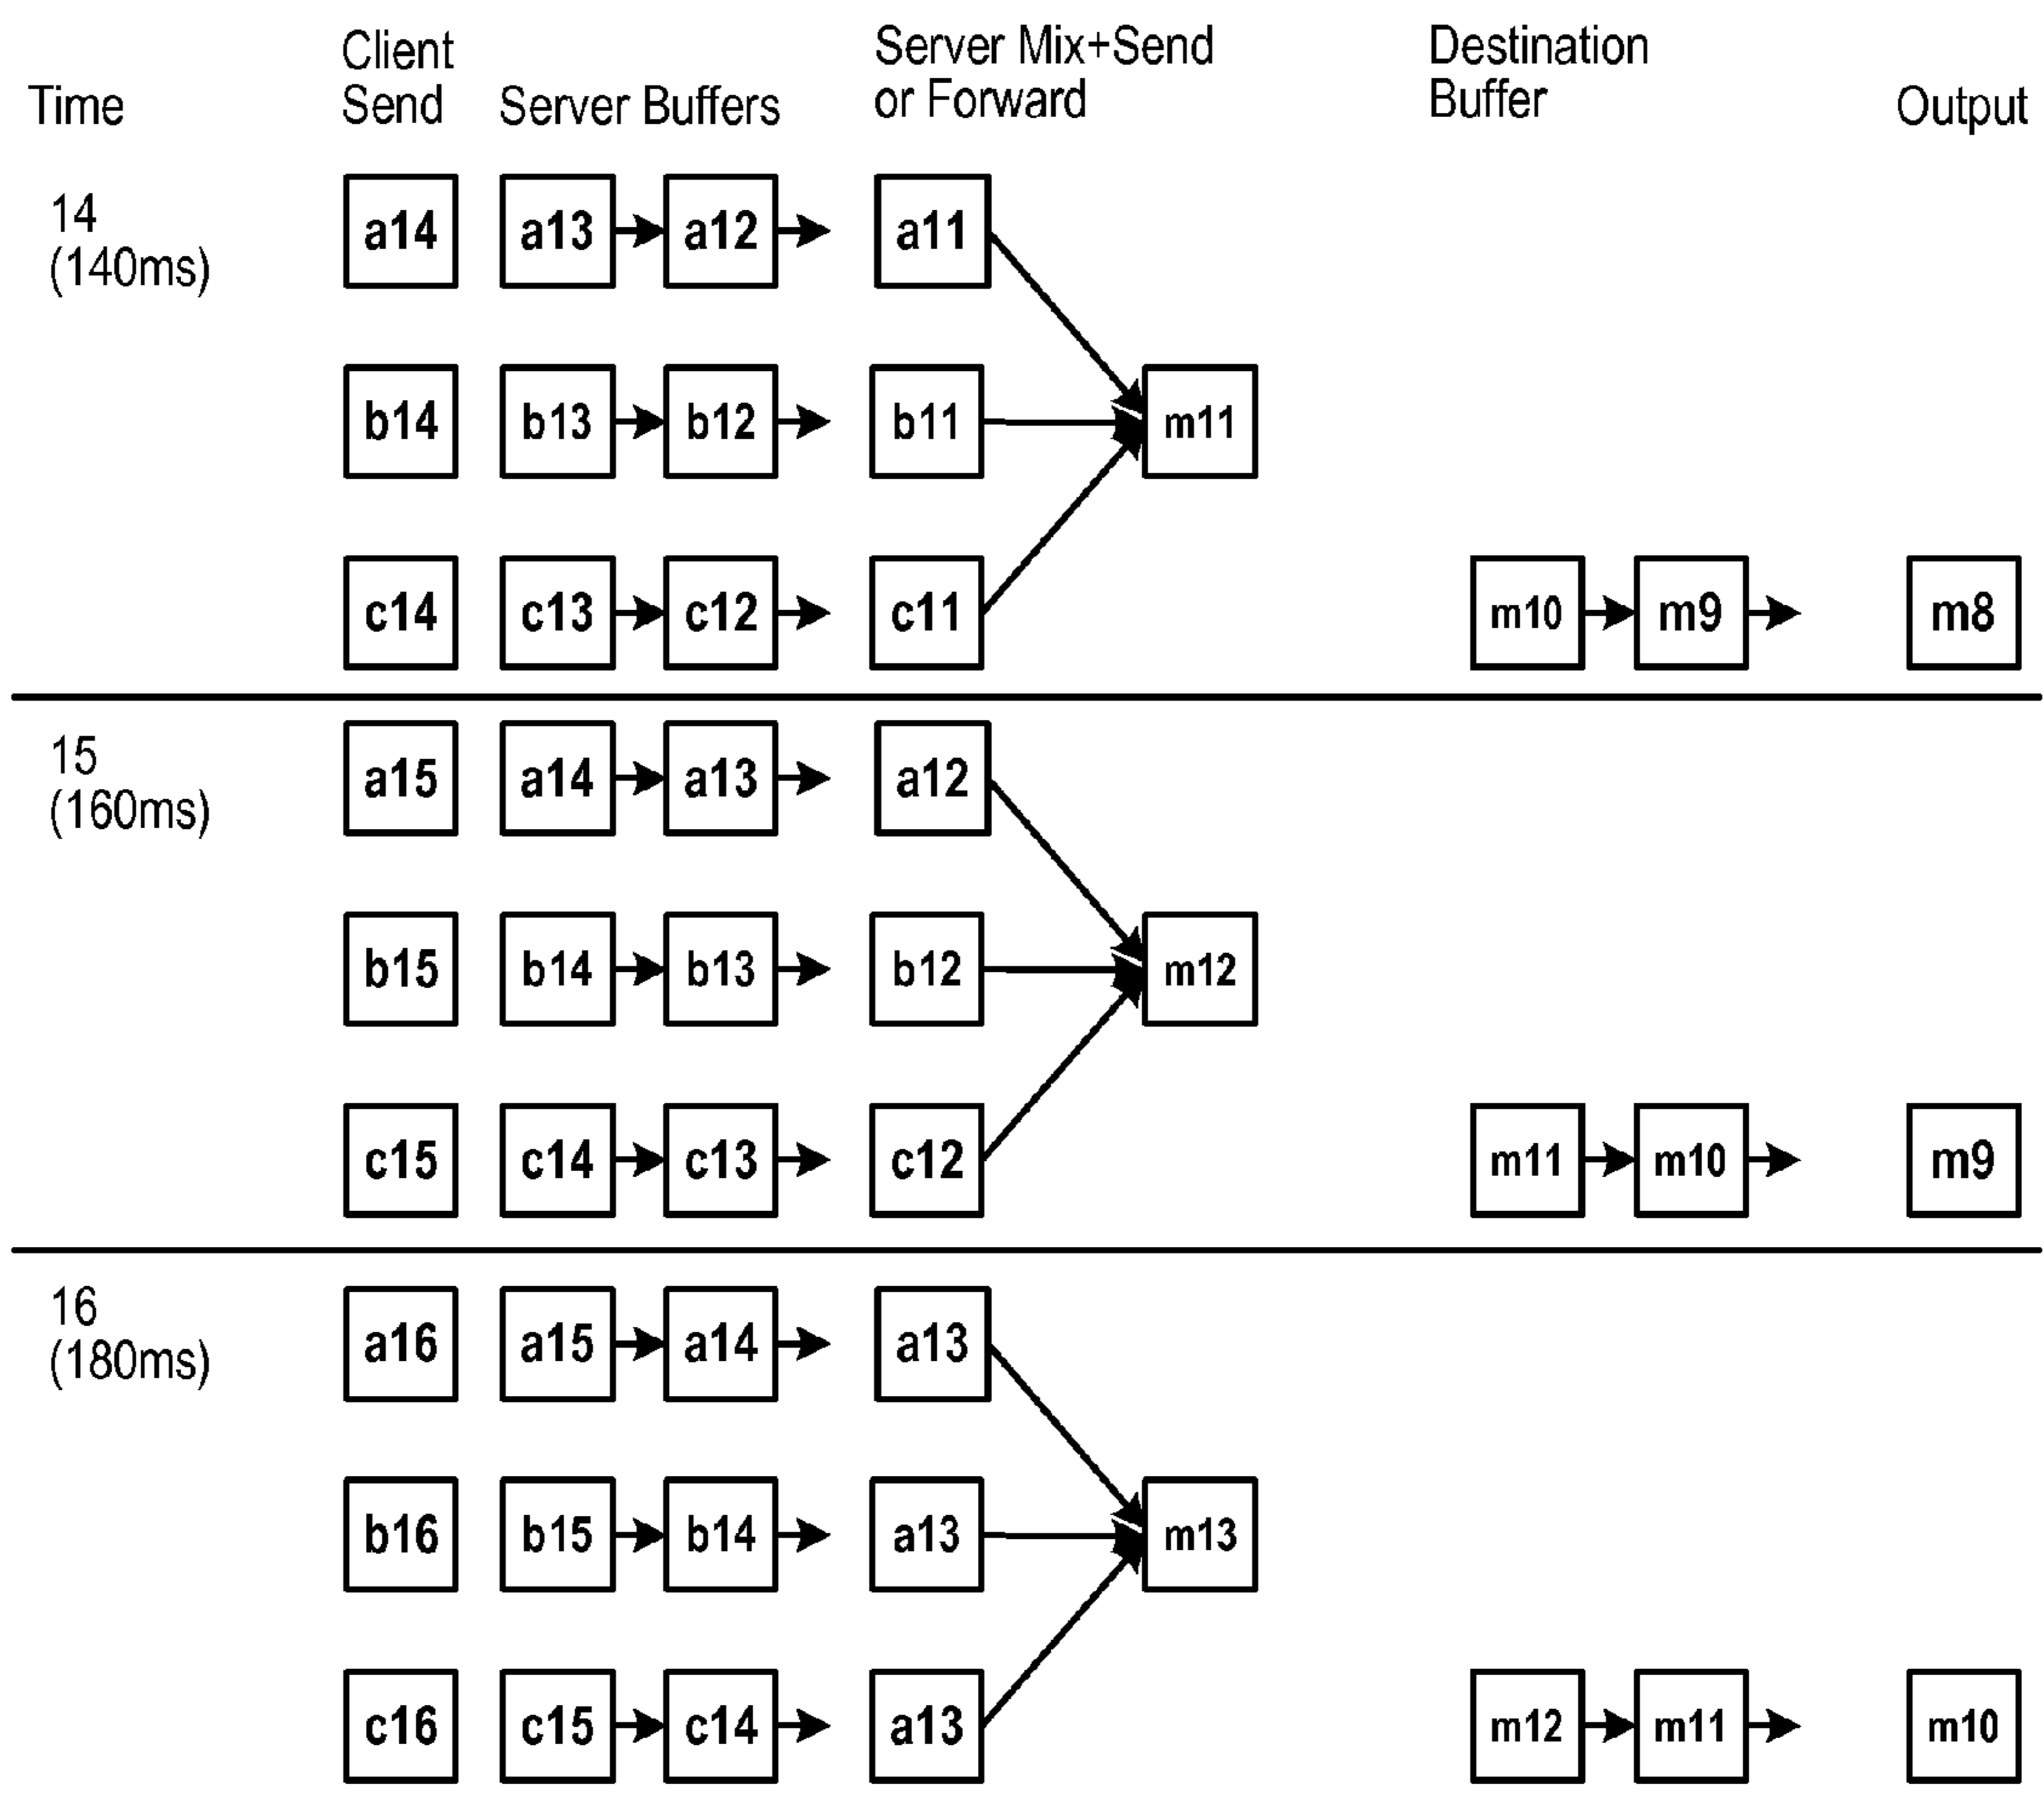 Client Server Mix+Send Destination
Time Send Server Buffers or Forward Buffer Output
14 a14 a13 a12 a11
(140ms)
b14 b13 b12 b11 m11
c14 c13 c12 c11 m10 m9 m8
15 a15 a14 a13 a12
(160ms)
b15 b14 b13 b12 m12
c15 c14 c13 c12 m11 m10 m9
16 a16 a15 a14 a13
(180ms)
b16 b15 b14 a13 m13
c16 c15 c14 a13 m12 m11 m10